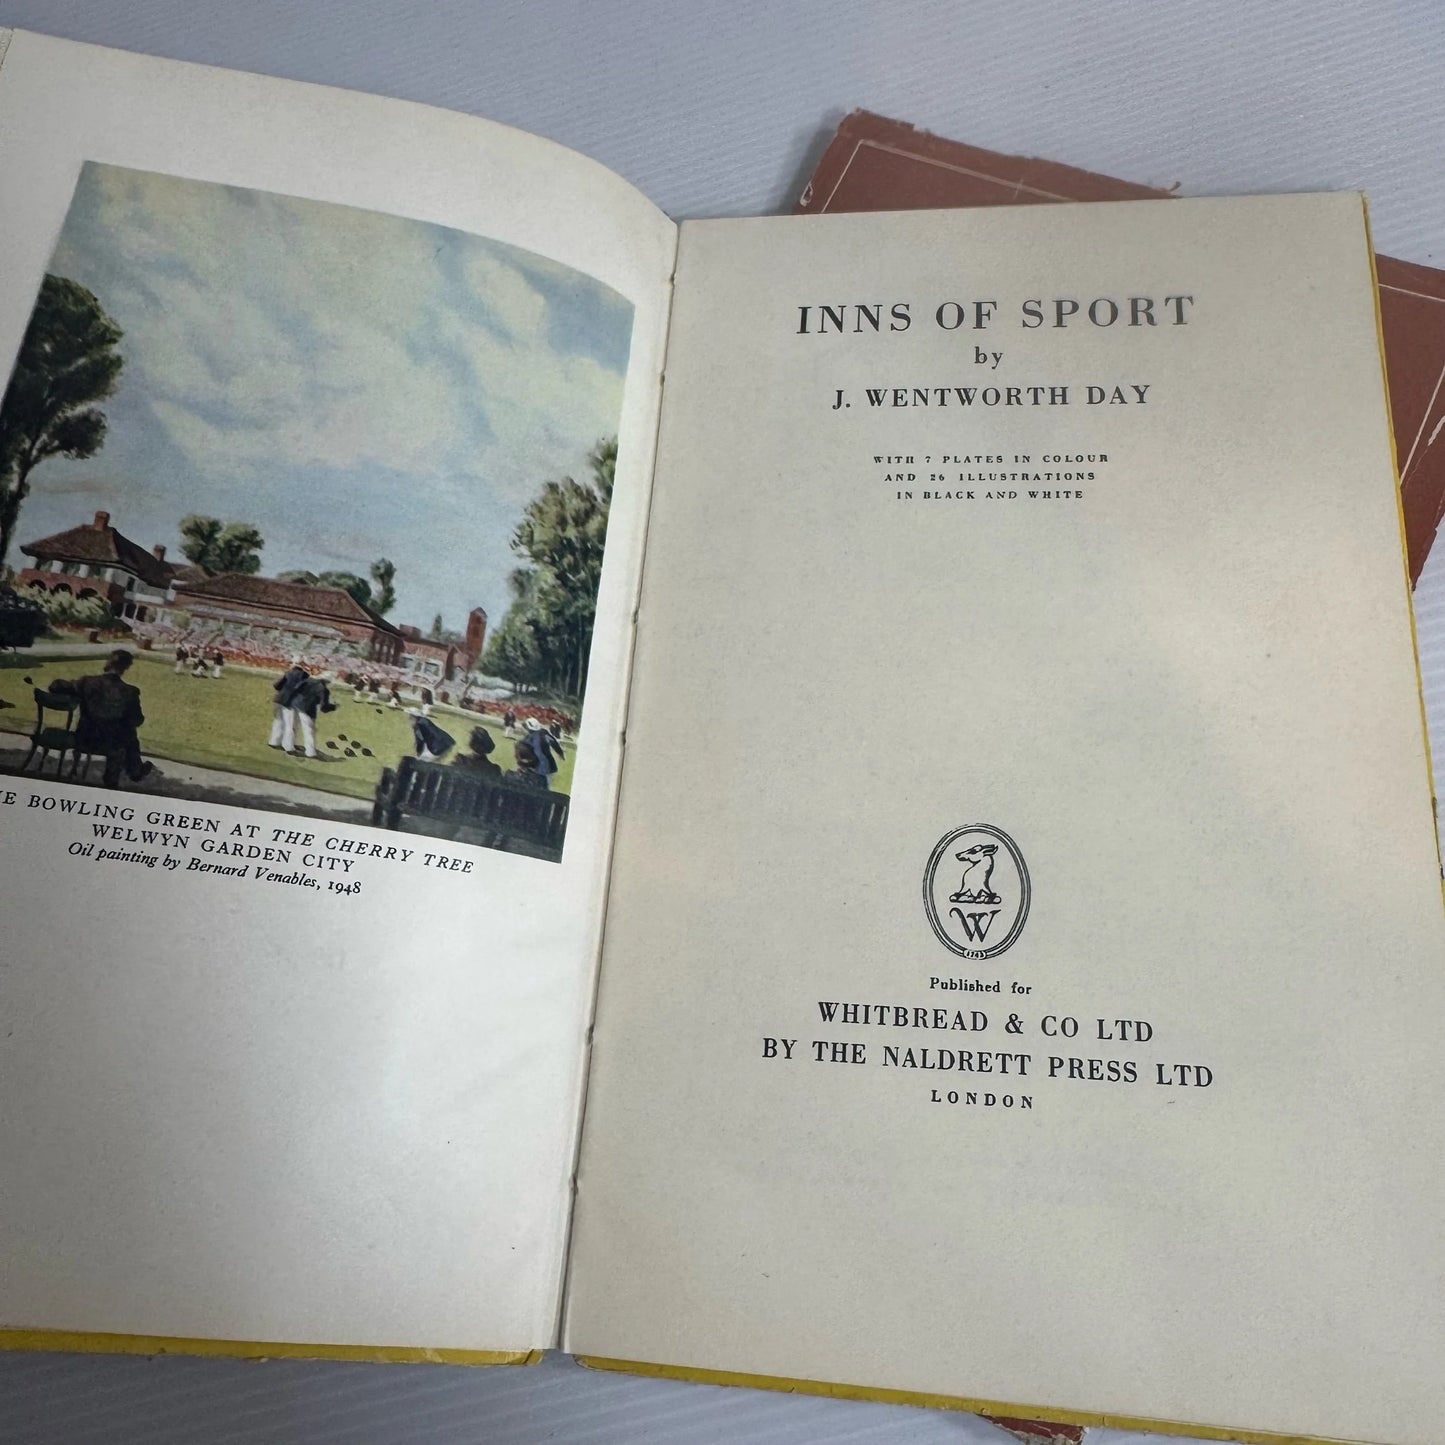 BOWLING GREEN AT THE CHERRY TREE
WELWYN GARDEN CITY
Oil painting by Bernard Venables, 1948
INNS OF SPORT
by
J. WENTWORTH DAY
WITH 7 PLATES IN COLOUR
AND 26 ILLUSTRATIONS
IN BLACK AND WHITE
W
1742
Published for
WHITBREAD & CO LTD
BY THE NALDRETT PRESS LTD
LONDON